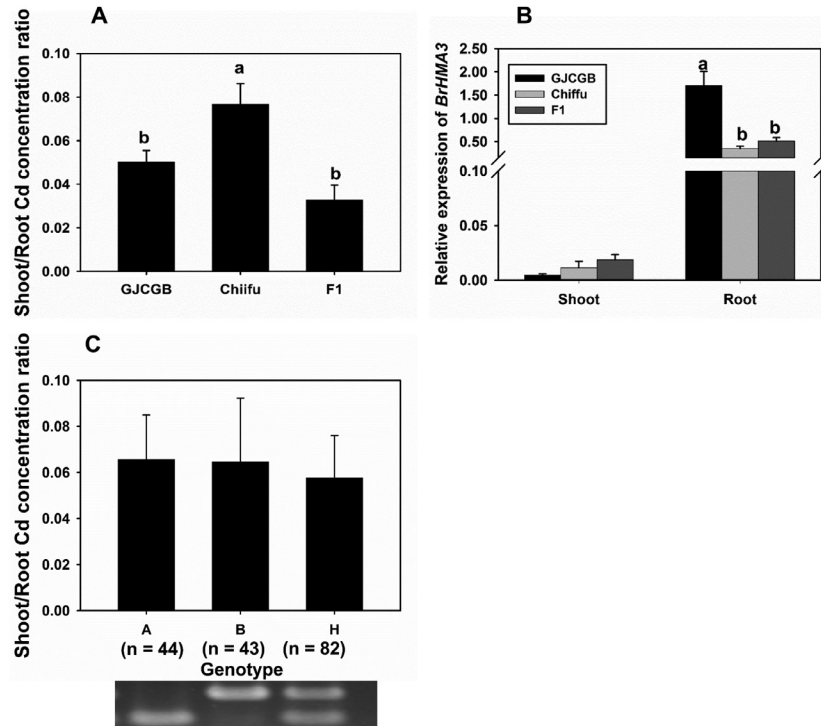 A
Shoot/Root Cd concentration ratio
0.10
0.08
0.06
0.04
0.02
0.00
b
a
b
GJCGB
Chiifu
F1
B
Relative expression of BrHMA3
2.50
2.00
1.50
1.00
0.50
0.10
0.05
0.00
GJCGB
Chiffu
F1
a
b
b
Shoot
Root
C
Shoot/Root Cd concentration ratio
0.10
0.08
0.06
0.04
0.02
0.00
A
B
H
(n = 44)
(n = 43)
(n = 82)
Genotype